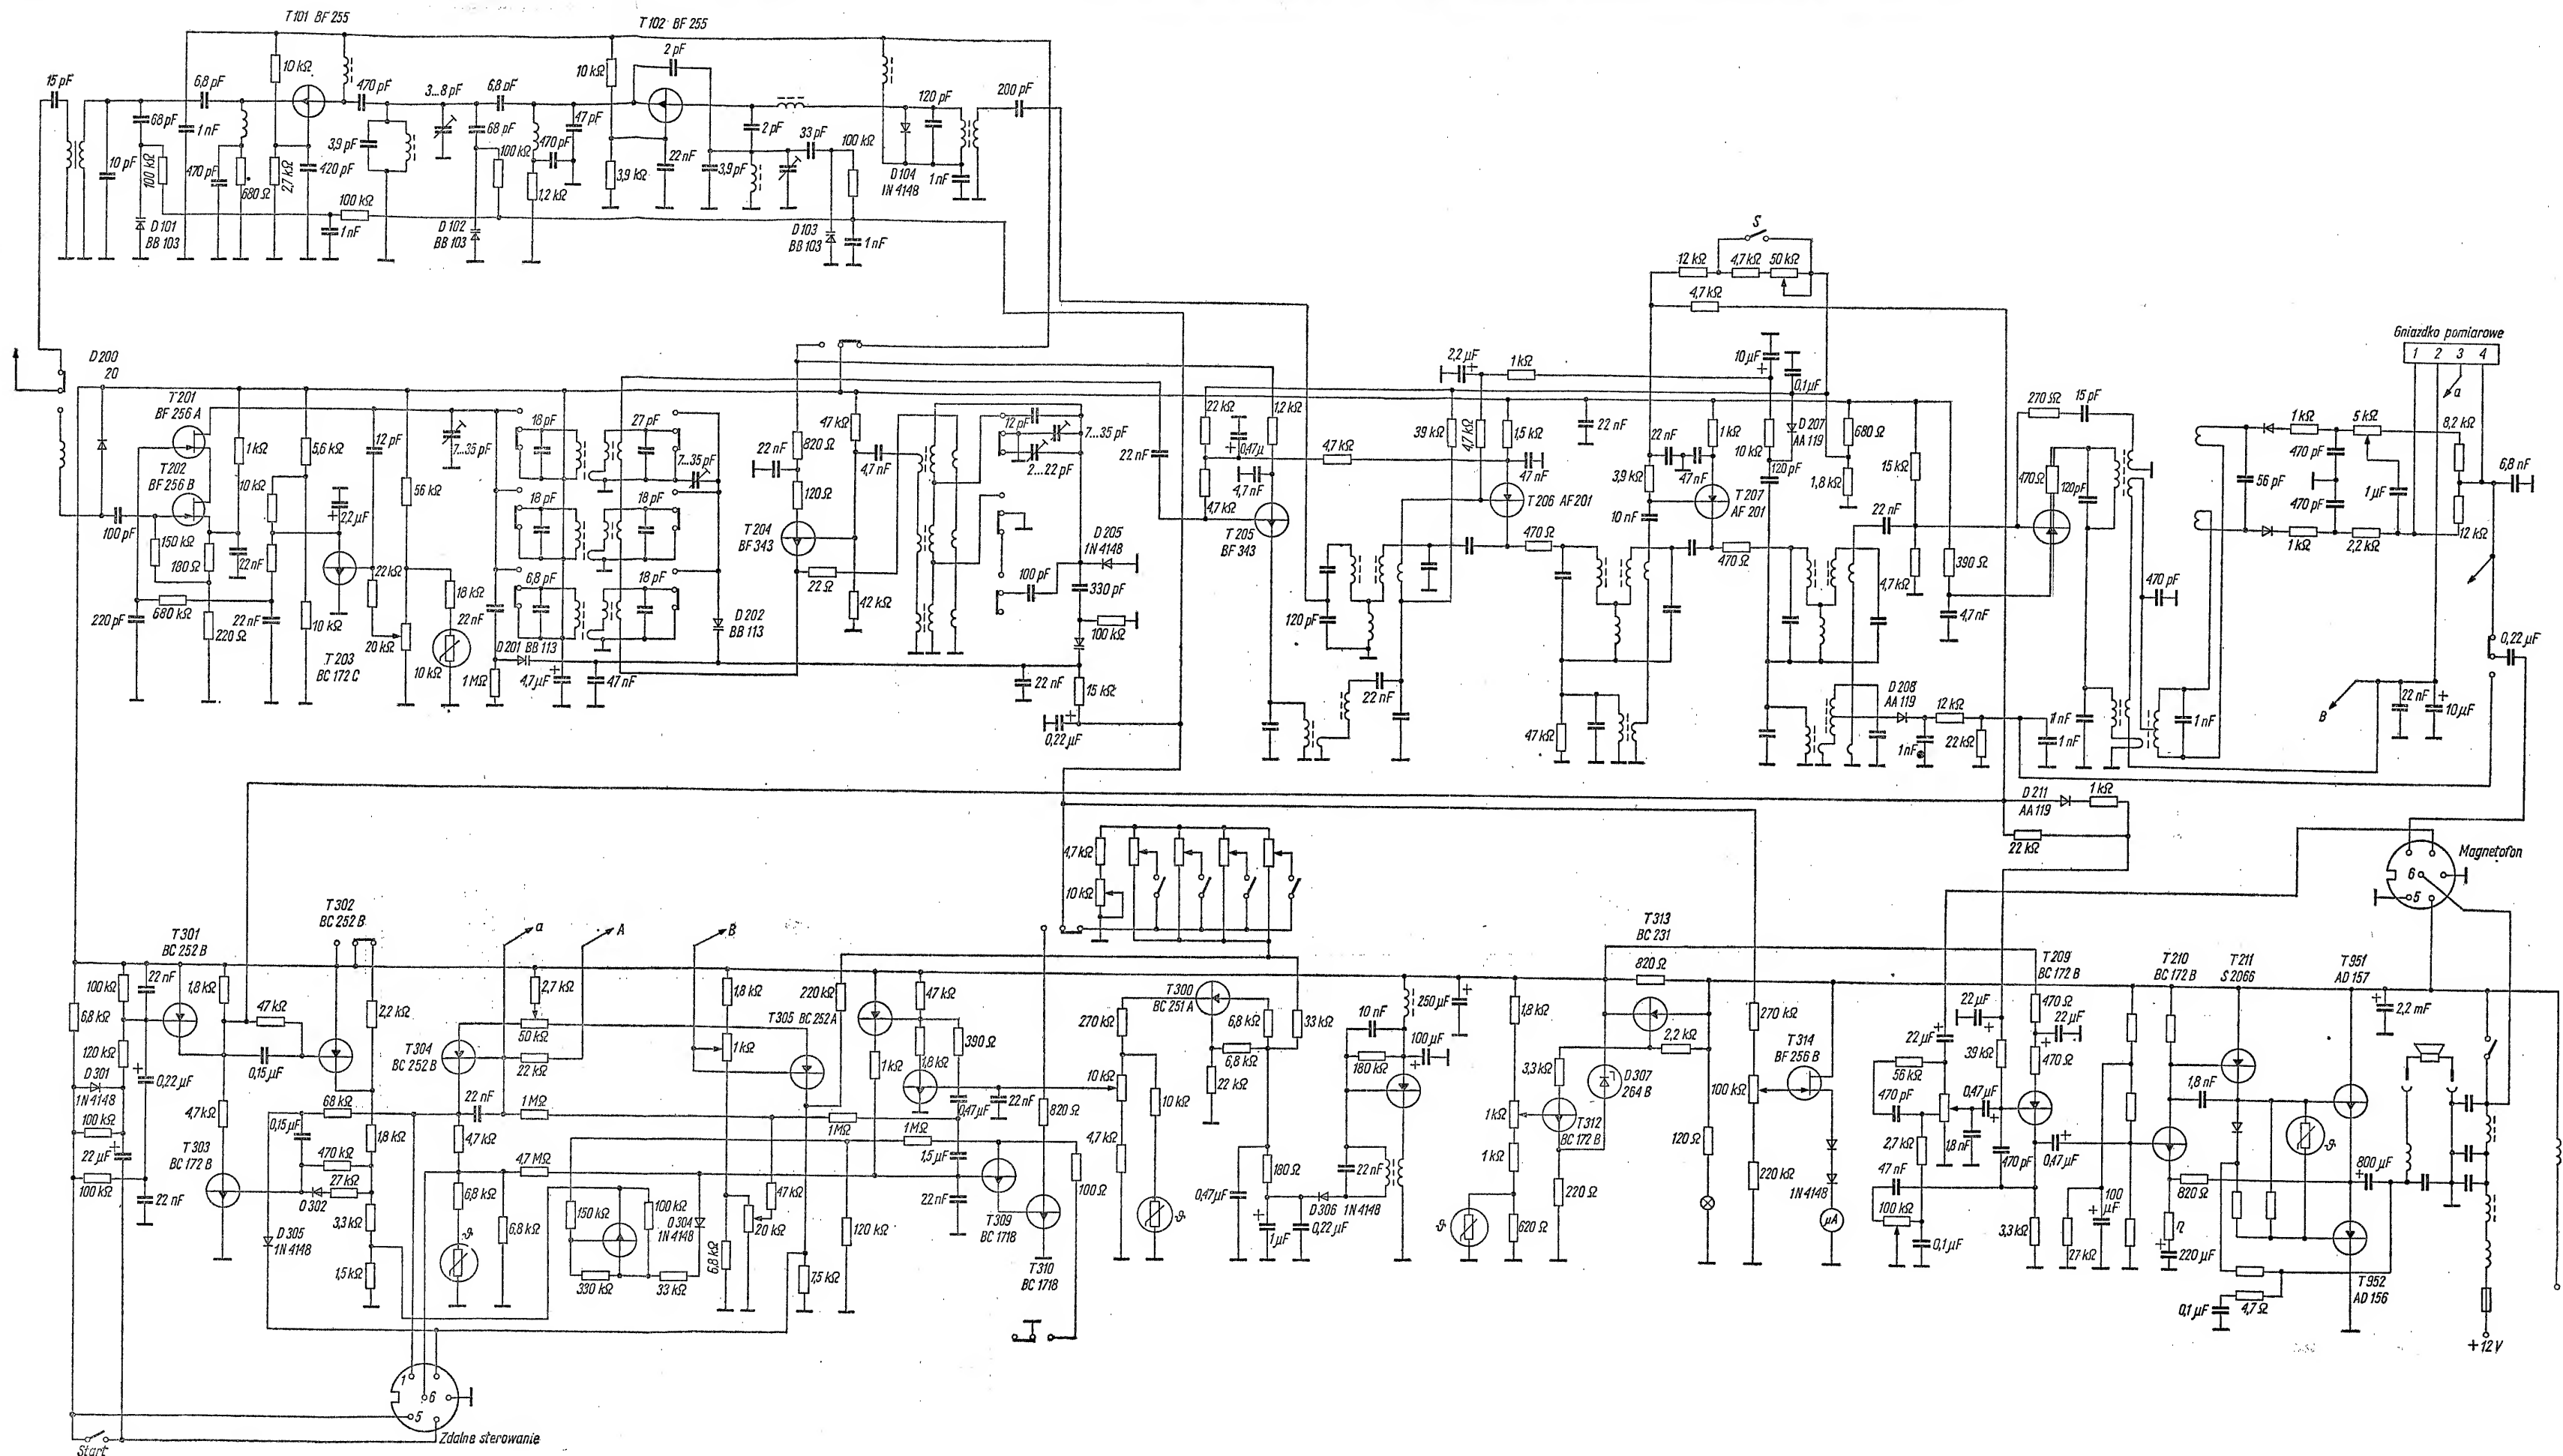 T101 BF 255
T102 BF 255
15 pF
6,8 pF
10 kΩ
470 pF
3...8 pF
6,8 pF
10 kΩ
2 pF
120 pF
200 pF
68 pF
1 nF
3,9 pF
68 pF
470 pF
47 pF
2 pF
33 pF
100 kΩ
10 pF
100 kΩ
470 pF
680 Ω
2,7 kΩ
420 pF
100 kΩ
1,2 kΩ
3,9 kΩ
22 nF
3,9 pF
D104
IN 4148
1 nF
100 kΩ
1 nF
D101
BB 103
D102
BB 103
D103
BB 103
1 nF
S
12 kΩ
4,7 kΩ
50 kΩ
4,7 kΩ
Gniazdko pomiarowe
1 2 3 4
a
D200
20
T201
BF 256 A
T202
BF 256 B
1 kΩ
5,6 kΩ
12 pF
7...35 pF
10 kΩ
56 kΩ
2,2 µF
100 pF
150 kΩ
180 Ω
22 nF
22 kΩ
18 kΩ
680 kΩ
220 pF
220 Ω
22 nF
10 kΩ
20 kΩ
22 nF
10 kΩ
T203
BC 172 C
18 pF
27 pF
18 pF
18 pF
6,8 pF
18 pF
7...35 pF
D201 BB 113
D202
BB 113
1 MΩ
4,7 µF
47 nF
22 nF
820 Ω
120 Ω
47 kΩ
4,7 nF
T204
BF 343
22 Ω
42 kΩ
12 pF
7...35 pF
2...22 pF
D205
1N 4148
100 pF
330 pF
100 kΩ
22 nF
15 kΩ
0,22 µF
22 nF
22 kΩ
0,47µ
1,2 kΩ
4,7 kΩ
4,7 nF
4,7 kΩ
T205
BF 343
2,2 µF
1 kΩ
39 kΩ
4,7 kΩ
1,5 kΩ
47 nF
T206 AF 201
470 Ω
22 nF
120 pF
22 nF
47 kΩ
10 µF
0,1 µF
22 nF
1 kΩ
47 nF
3,9 kΩ
10 nF
T207
AF 201
470 Ω
10 kΩ
D207
AA 119
120 pF
680 Ω
1,8 kΩ
15 kΩ
22 nF
4,7 kΩ
390 Ω
4,7 nF
D208
AA 119
12 kΩ
1 nF
22 kΩ
1 nF
270 Ω
15 pF
470 Ω
120 pF
470 pF
1 nF
1 nF
1 kΩ
5 kΩ
8,2 kΩ
470 pF
56 pF
470 pF
1 µF
6,8 nF
1 kΩ
2,2 kΩ
12 kΩ
0,22 µF
B
22 nF
10 µF
D211
AA 119
1 kΩ
22 kΩ
Magnetofon
6
5
4,7 kΩ
10 kΩ
T301
BC 252 B
T302
BC 252 B
a
A
B
100 kΩ
22 nF
6,8 kΩ
1,8 kΩ
47 kΩ
2,2 kΩ
120 kΩ
D301
1N 4148
0,22 µF
0,15 µF
100 kΩ
22 µF
100 kΩ
22 nF
4,7 kΩ
T303
BC 172 B
68 kΩ
0,15 µF
470 kΩ
27 kΩ
D302
1,8 kΩ
3,3 kΩ
1,5 kΩ
D305
1N 4148
T304
BC 252 B
2,7 kΩ
50 kΩ
22 kΩ
22 nF
1 MΩ
4,7 kΩ
4,7 MΩ
6,8 kΩ
ϑ
6,8 kΩ
150 kΩ
100 kΩ
D304
1N 4148
330 kΩ
33 kΩ
1,8 kΩ
1 kΩ
T305 BC 252 A
220 kΩ
1 MΩ
6,8 kΩ
47 kΩ
20 kΩ
7,5 kΩ
120 kΩ
47 kΩ
1 kΩ
1,8 kΩ
390 Ω
0,47µF
22 nF
1 MΩ
1,5 µF
22 nF
T309
BC 1718
T310
BC 1718
820 Ω
100 Ω
T300
BC 251 A
270 kΩ
10 kΩ
4,7 kΩ
10 kΩ
ϑ
6,8 kΩ
6,8 kΩ
22 kΩ
33 kΩ
0,47µF
180 Ω
1 µF
D306 1N 4148
0,22 µF
10 nF
250 µF
100 µF
180 kΩ
22 nF
1,8 kΩ
1 kΩ
1 kΩ
620 Ω
ϑ
3,3 kΩ
T312
BC 172 B
220 Ω
D307
264 B
T313
BC 231
820 Ω
2,2 kΩ
120 Ω
270 kΩ
100 kΩ
220 kΩ
T314
BF 256 B
1N 4148
µA
T209
BC 172 B
T210
BC 172 B
T211
S 2066
T951
AD 157
22 µF
22 µF
470 Ω
22 µF
39 kΩ
470 Ω
56 kΩ
470 pF
0,47µF
1,8 nF
2,7 kΩ
470 pF
47 nF
100 kΩ
0,1 µF
3,3 kΩ
0,47µF
27 kΩ
100
µF
1,8 nF
820 Ω
220 µF
ϑ
800 µF
2,2 mF
0,1 µF
4,7 Ω
T952
AD 156
+12 V
1
6
5
Zdalne sterowanie
Start